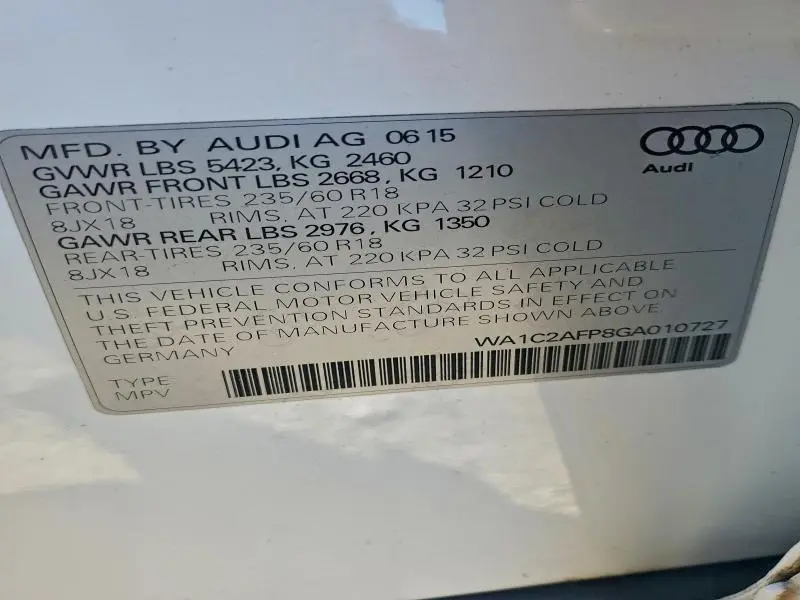 MFD. BY AUDI AG 06 15
GVWR LBS 5423, KG 2460
GAWR FRONT LBS 2668, KG 1210
FRONT-TIRES 235/60 R18
8JX18 RIMS, AT 220 KPA 32 PSI COLD
GAWR REAR LBS 2976, KG 1350
REAR-TIRES 235/60 R18
8JX18 RIMS, AT 220 KPA 32 PSI COLD
THIS VEHICLE CONFORMS TO ALL APPLICABLE
U.S. FEDERAL MOTOR VEHICLE SAFETY AND
THEFT PREVENTION STANDARDS IN EFFECT ON
THE DATE OF MANUFACTURE SHOWN ABOVE.
GERMANY
WA1C2AFP8GA010727
TYPE
MPV
Audi